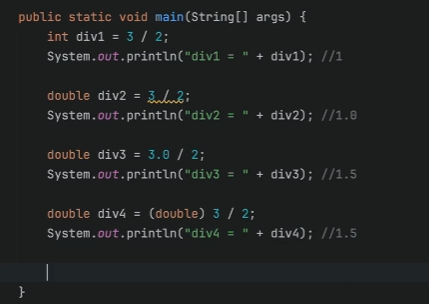 public static void main(String[] args) {
    int div1 = 3 / 2;
    System.out.println("div1 = " + div1); //1
    double div2 = 3 / 2;
    System.out.println("div2 = " + div2); //1.0
    double div3 = 3.0 / 2;
    System.out.println("div3 = " + div3); //1.5
    double div4 = (double) 3 / 2;
    System.out.println("div4 = " + div4); //1.5
}